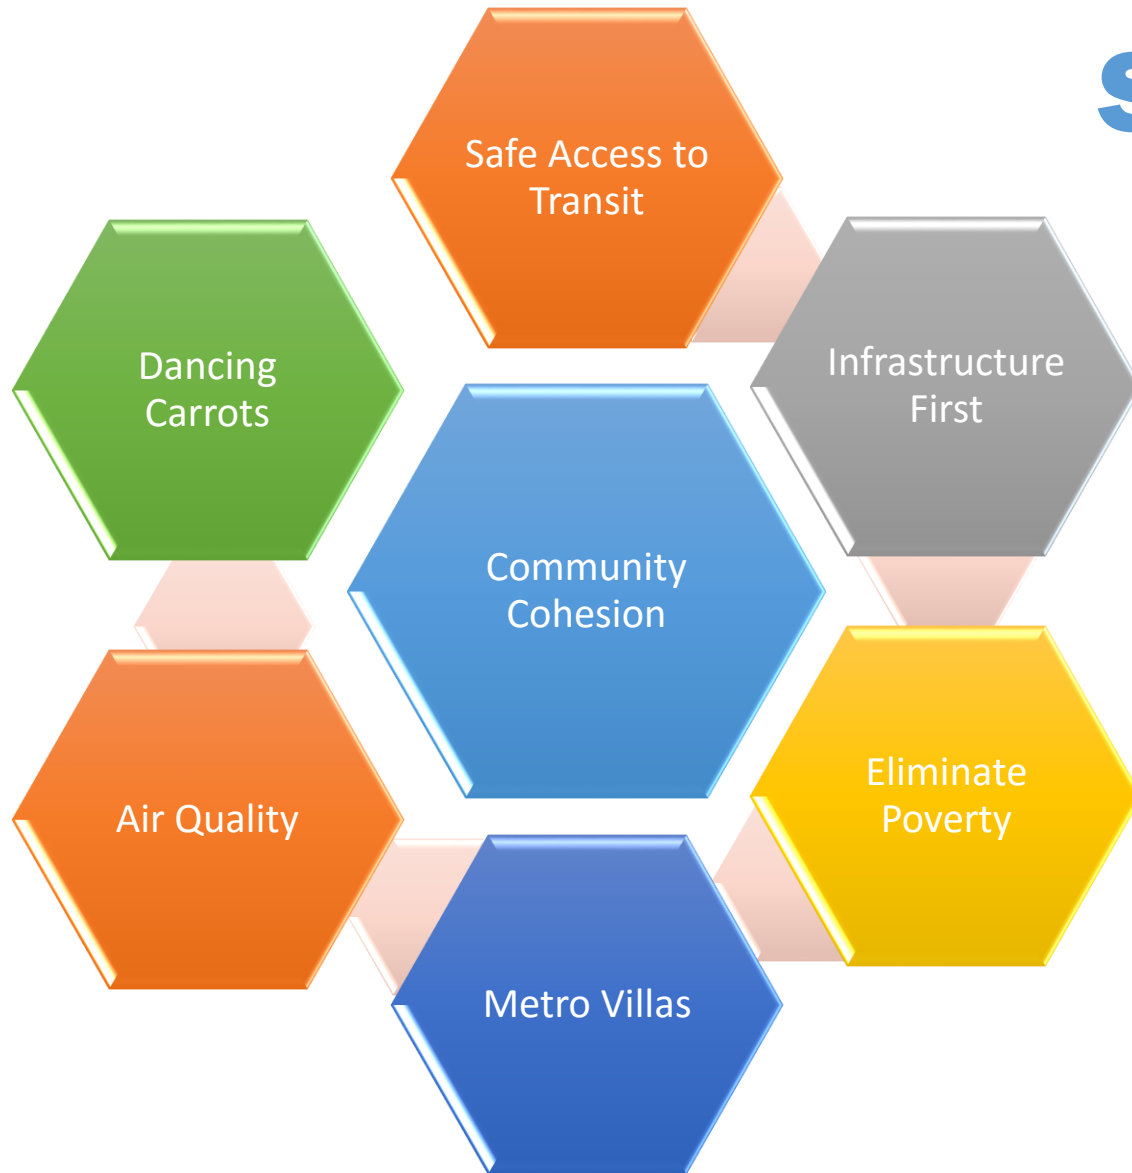 S
Safe Access to
Transit
Dancing
Carrots
Infrastructure
First
Community
Cohesion
Eliminate
Poverty
Air Quality
Metro Villas